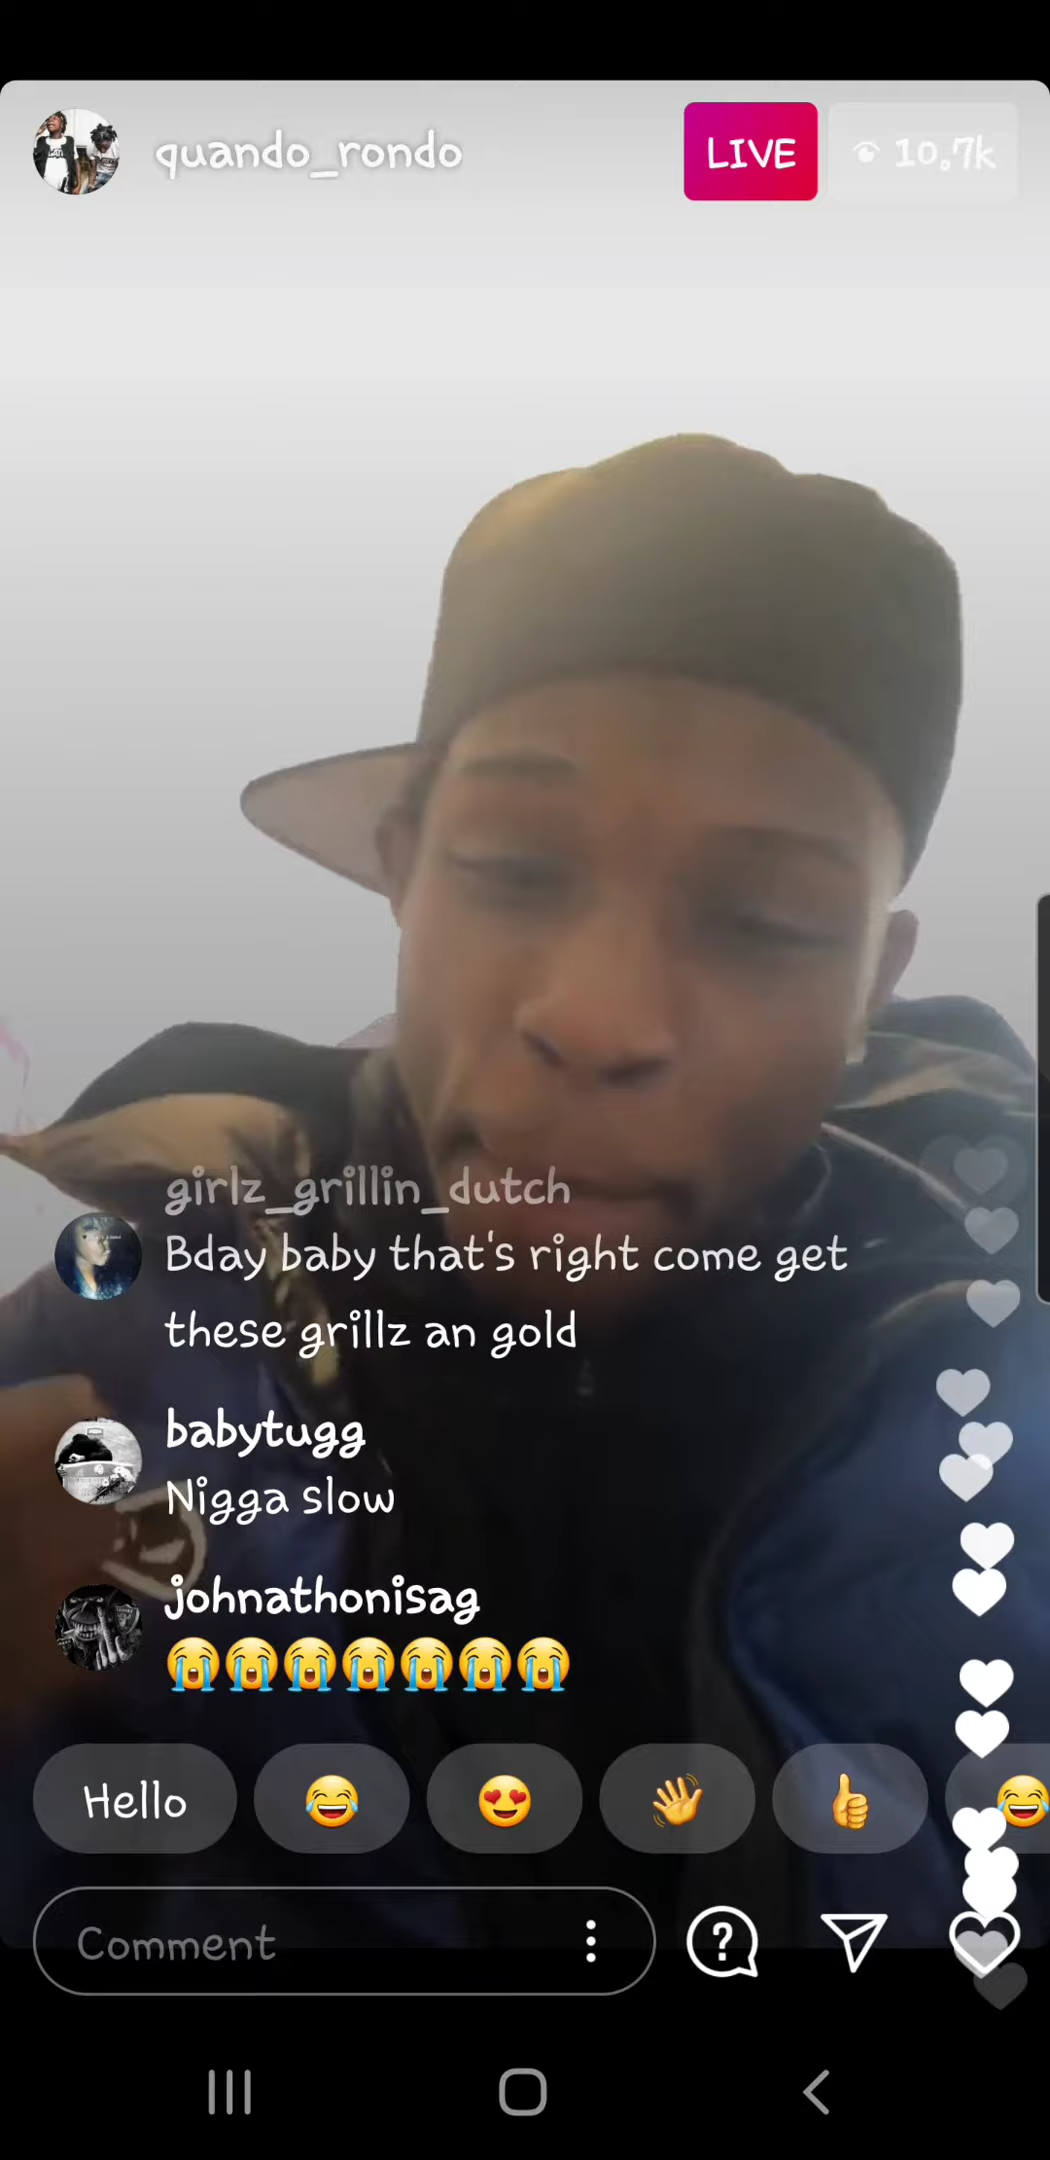 quando_rondo
LIVE
10.7k
girlz_grillin_dutch
Bday baby that's right come get
these grillz an gold
babytugg
Nigga slow
johnathonisag
😭😭😭😭😭😭😭
Hello
Comment